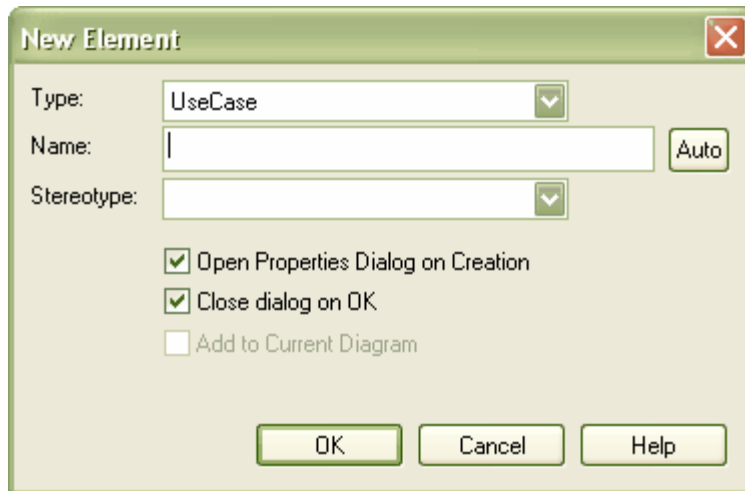 New Element
Type: UseCase
Name: Auto
Stereotype:
Open Properties Dialog on Creation
Close dialog on OK
Add to Current Diagram
OK Cancel Help